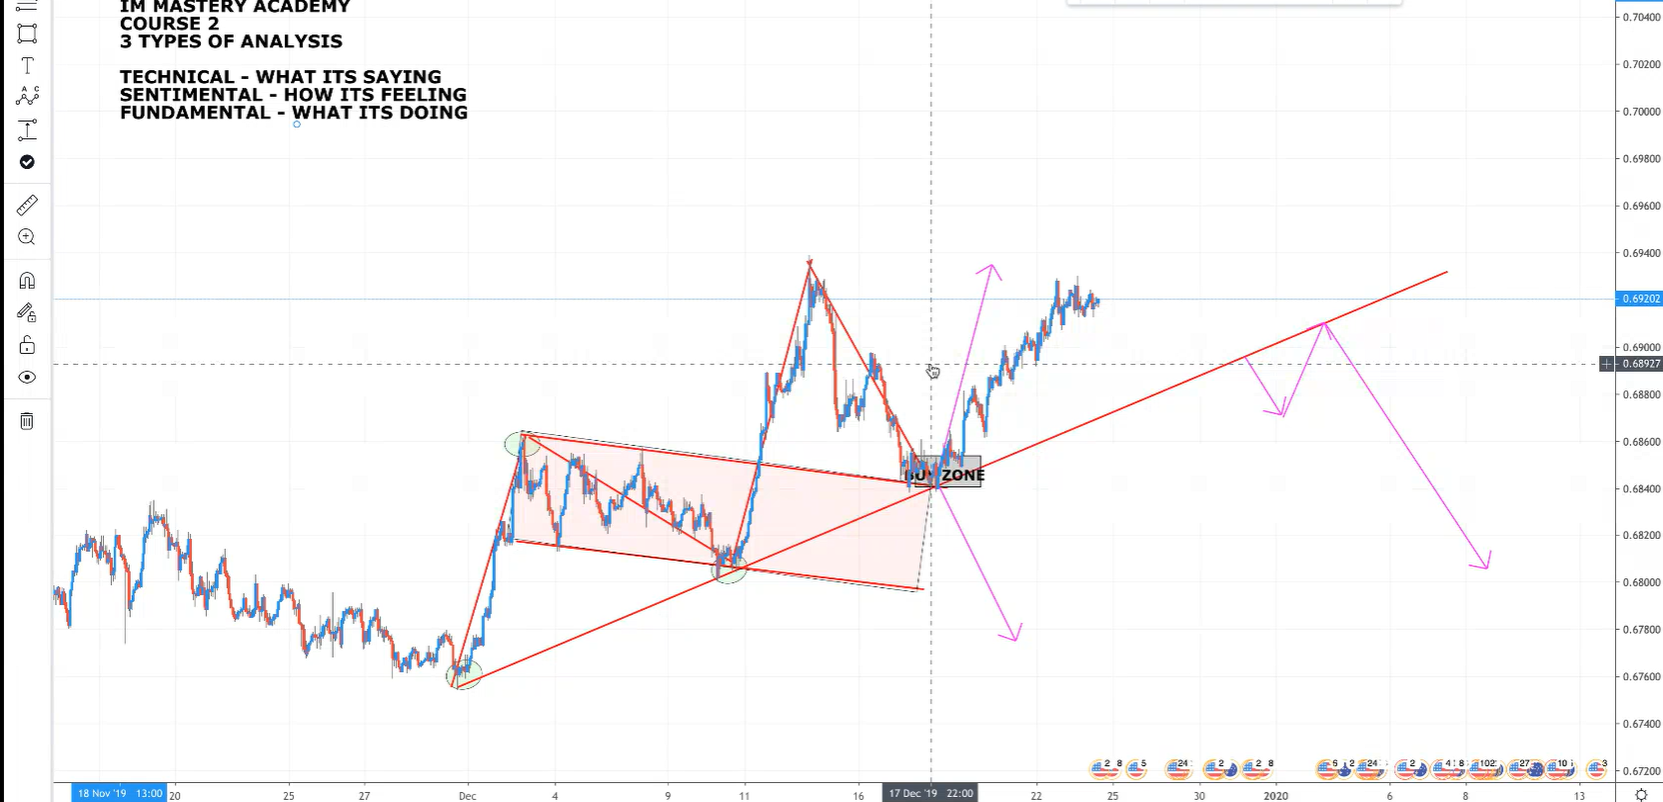 IM MASTERY ACADEMY
COURSE 2
3 TYPES OF ANALYSIS
TECHNICAL - WHAT ITS SAYING
SENTIMENTAL - HOW ITS FEELING
FUNDAMENTAL - WHAT ITS DOING
BUY ZONE
0.70400
0.70200
0.70000
0.69800
0.69600
0.69400
0.69202
0.69000
0.68927
0.68800
0.68600
0.68400
0.68200
0.68000
0.67800
0.67600
0.67400
0.67200
18 Nov '19 13:00 20 25 27 Dec 4 9 11 16 17 Dec '19 22:00 22 25 30 2020 6 8 13